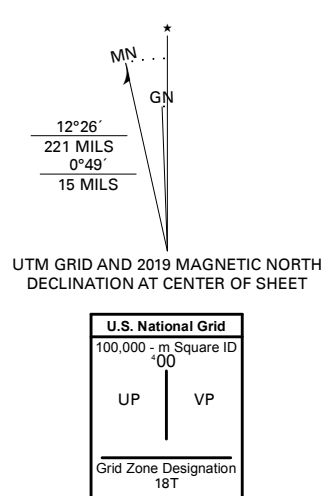 ★
MN
GN
12°26´
221 MILS
0°49´
15 MILS
UTM GRID AND 2019 MAGNETIC NORTH
DECLINATION AT CENTER OF SHEET
U.S. National Grid
100,000 - m Square ID
⁴00
UP VP
Grid Zone Designation
18T